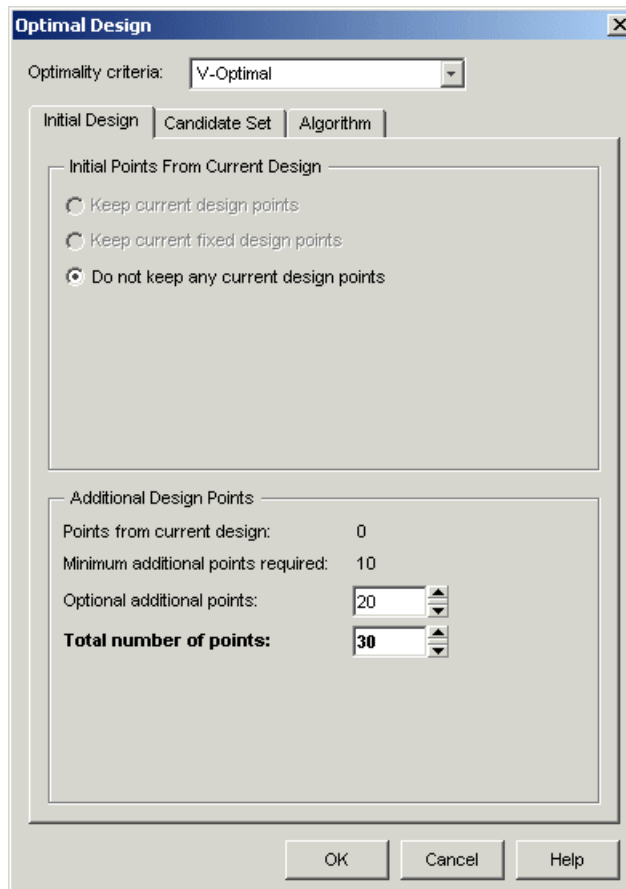 Optimal Design
Optimality criteria: V-Optimal
Initial Design Candidate Set Algorithm
Initial Points From Current Design
Keep current design points
Keep current fixed design points
Do not keep any current design points
Additional Design Points
Points from current design: 0
Minimum additional points required: 10
Optional additional points: 20
Total number of points: 30
OK Cancel Help